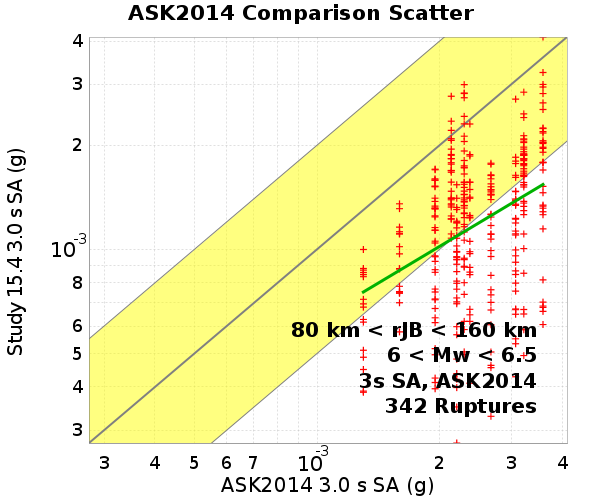 ASK2014 Comparison Scatter
4
3
2
10-3
8
6
5
4
3
Study 15.4 3.0 s SA (g)
80 km < rJB < 160 km
6 < Mw < 6.5
3s SA, ASK2014
342 Ruptures
3 4 5 6 7 10-3 2 3 4
ASK2014 3.0 s SA (g)